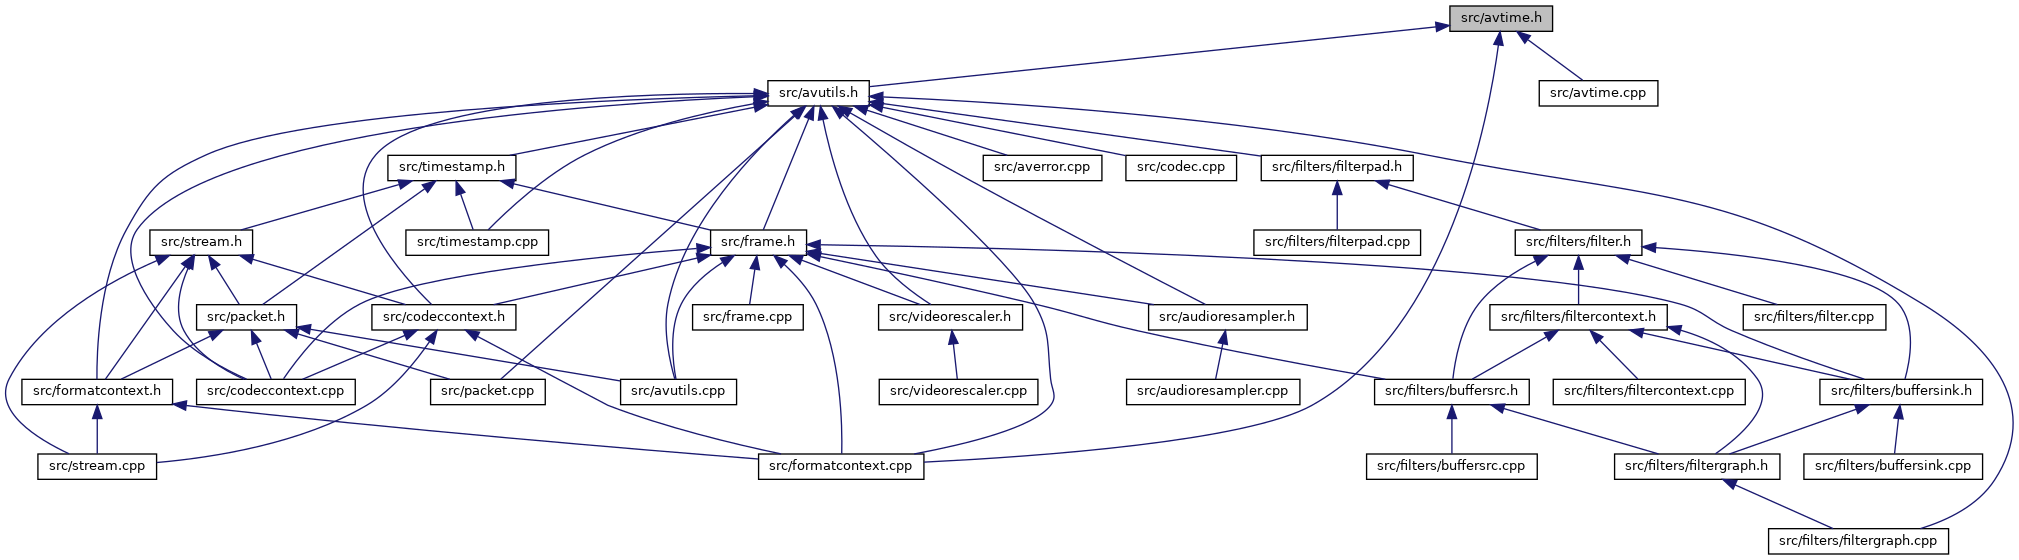 src/avtime.h
src/avutils.h
src/avtime.cpp
src/timestamp.h
src/averror.cpp
src/codec.cpp
src/filters/filterpad.h
src/stream.h
src/timestamp.cpp
src/frame.h
src/filters/filterpad.cpp
src/filters/filter.h
src/packet.h
src/codeccontext.h
src/frame.cpp
src/videorescaler.h
src/audioresampler.h
src/filters/filtercontext.h
src/filters/filter.cpp
src/formatcontext.h
src/codeccontext.cpp
src/packet.cpp
src/avutils.cpp
src/videorescaler.cpp
src/audioresampler.cpp
src/filters/buffersrc.h
src/filters/filtercontext.cpp
src/filters/buffersink.h
src/stream.cpp
src/formatcontext.cpp
src/filters/buffersrc.cpp
src/filters/filtergraph.h
src/filters/buffersink.cpp
src/filters/filtergraph.cpp